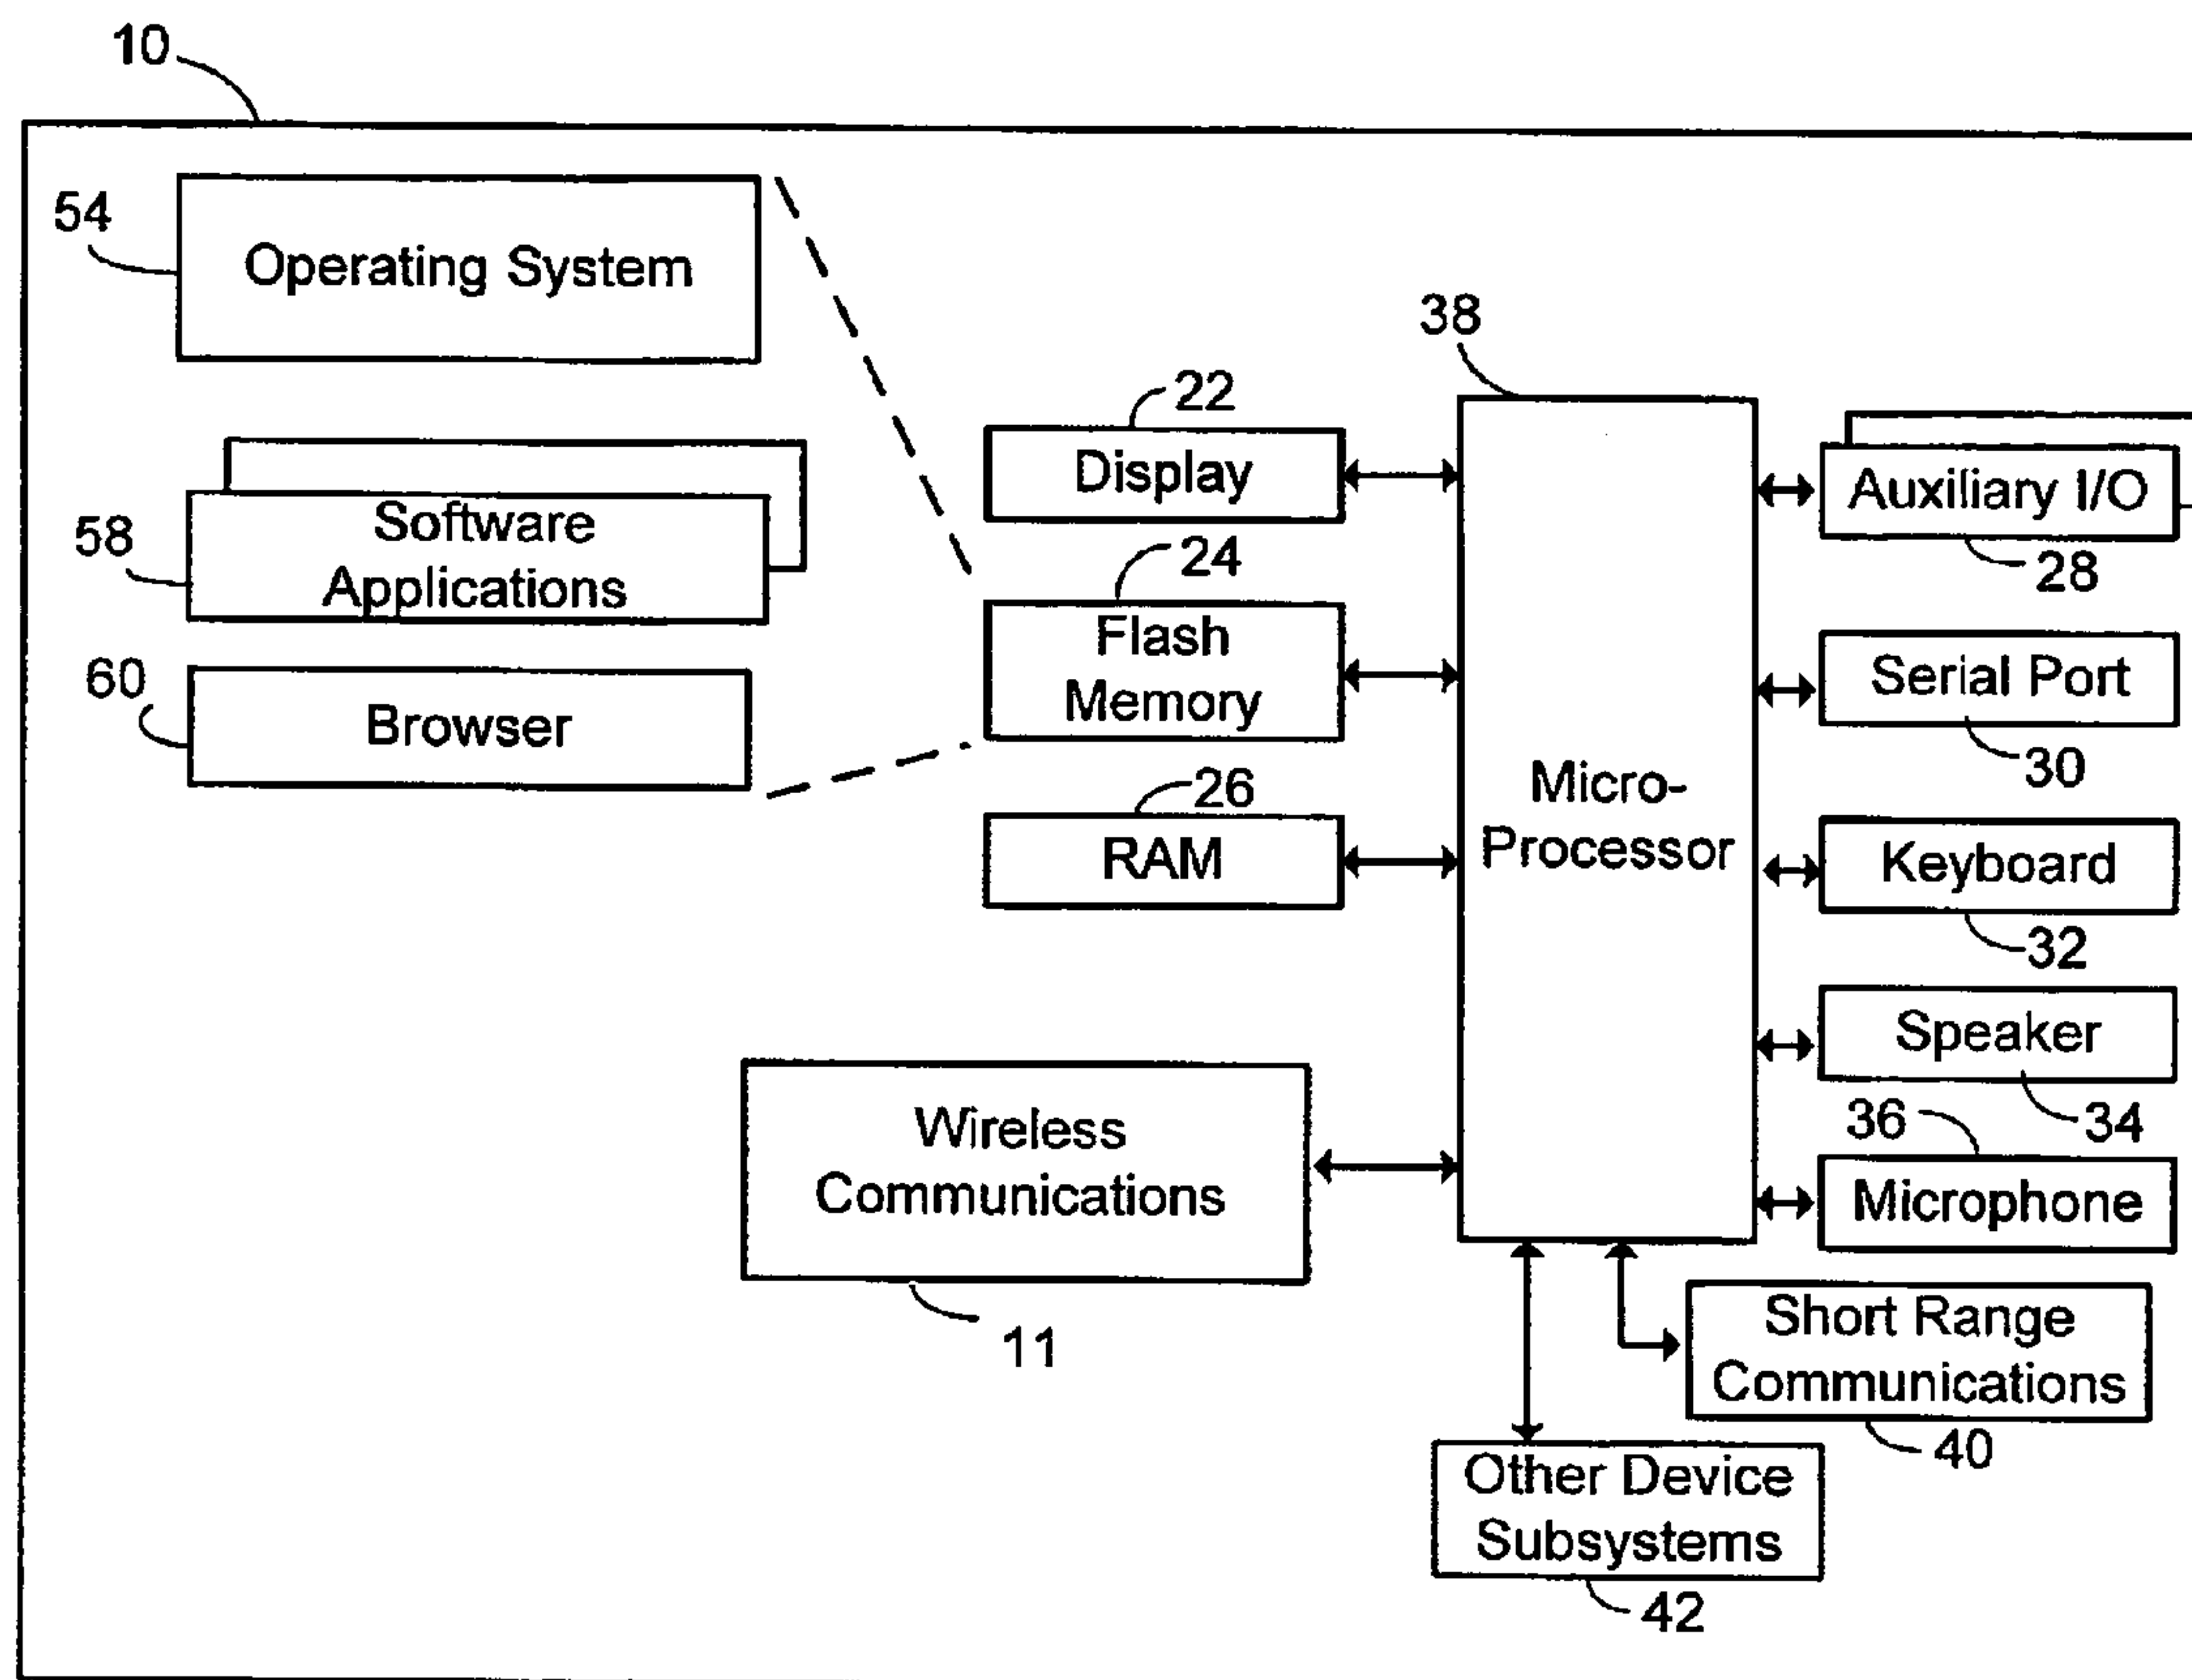 10
54
Operating System
38
22
Display
Auxiliary I/O
28
58
Software
Applications
24
Flash
Memory
Serial Port
30
60
Browser
26
RAM
Micro-
Processor
Keyboard
32
Speaker
34
Wireless
Communications
11
36
Microphone
Short Range
Communications
40
Other Device
Subsystems
42